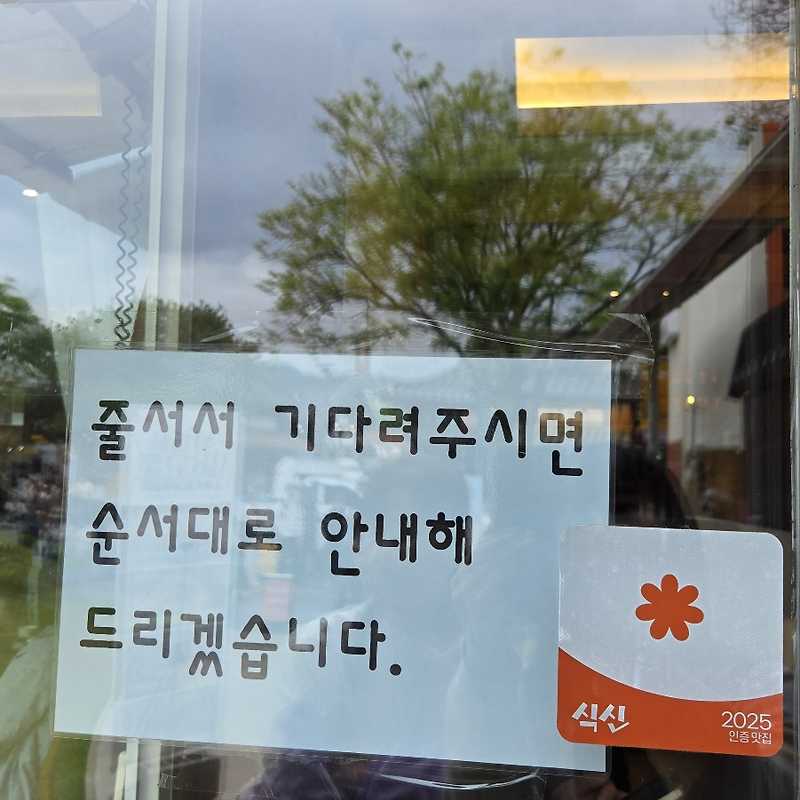 줄서서 기다려주시면
순서대로 안내해
드리겠습니다.
식신
2025
인증 맛집